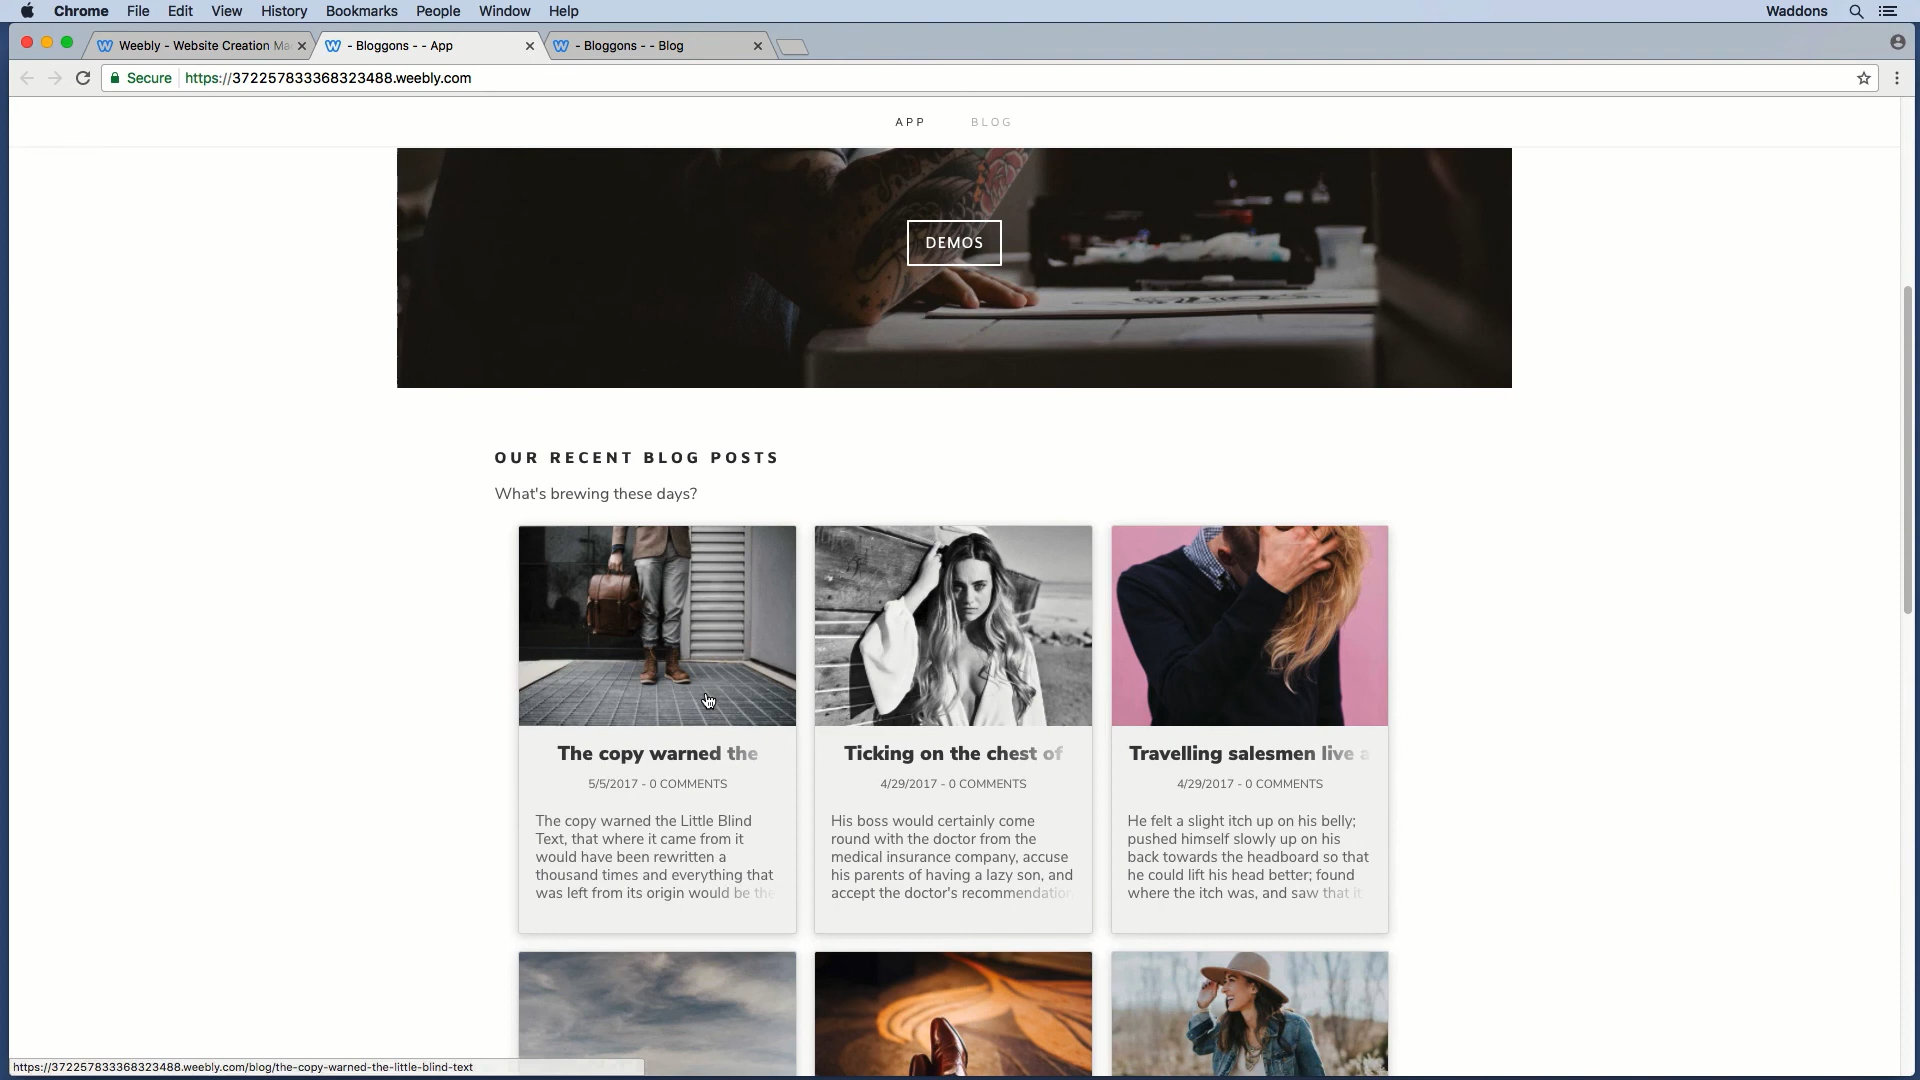 Chrome File Edit View History Bookmarks People Window Help Waddons
Weebly - Website Creation Ma - Bloggons - - App - Bloggons - - Blog
Secure https://372257833368323488.weebly.com
APP BLOG
DEMOS
OUR RECENT BLOG POSTS
What's brewing these days?
The copy warned the
5/5/2017 - 0 COMMENTS
The copy warned the Little Blind
Text, that where it came from it
would have been rewritten a
thousand times and everything that
was left from its origin would be the
Ticking on the chest of
4/29/2017 - 0 COMMENTS
His boss would certainly come
round with the doctor from the
medical insurance company, accuse
his parents of having a lazy son, and
accept the doctor's recommendation
Travelling salesmen live a
4/29/2017 - 0 COMMENTS
He felt a slight itch up on his belly;
pushed himself slowly up on his
back towards the headboard so that
he could lift his head better; found
where the itch was, and saw that it
https://372257833368323488.weebly.com/blog/the-copy-warned-the-little-blind-text